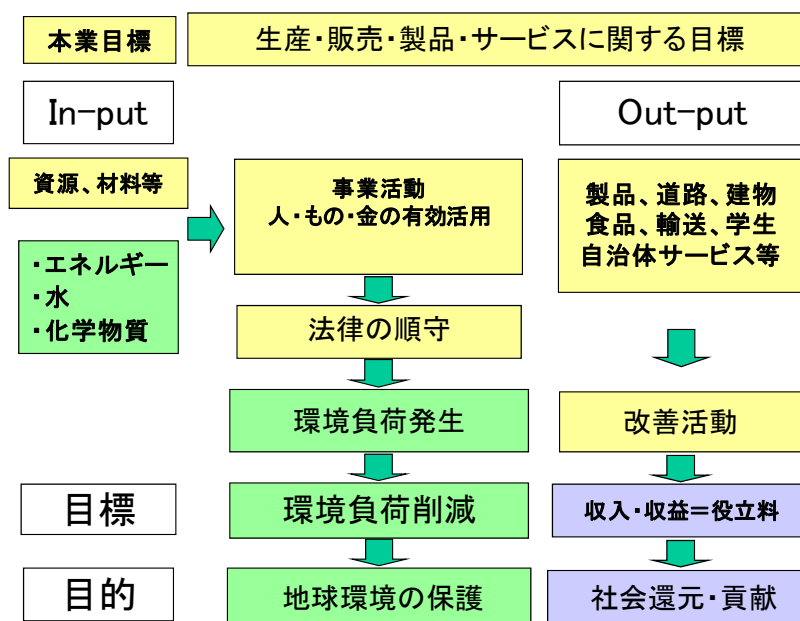 本業目標
生産・販売・製品・サービスに関する目標
In-put
Out-put
資源、材料等
事業活動
人・もの・金の有効活用
製品、道路、建物
食品、輸送、学生
自治体サービス等
・エネルギー
・水
・化学物質
法律の順守
環境負荷発生
改善活動
目標
環境負荷削減
収入・収益=役立料
目的
地球環境の保護
社会還元・貢献